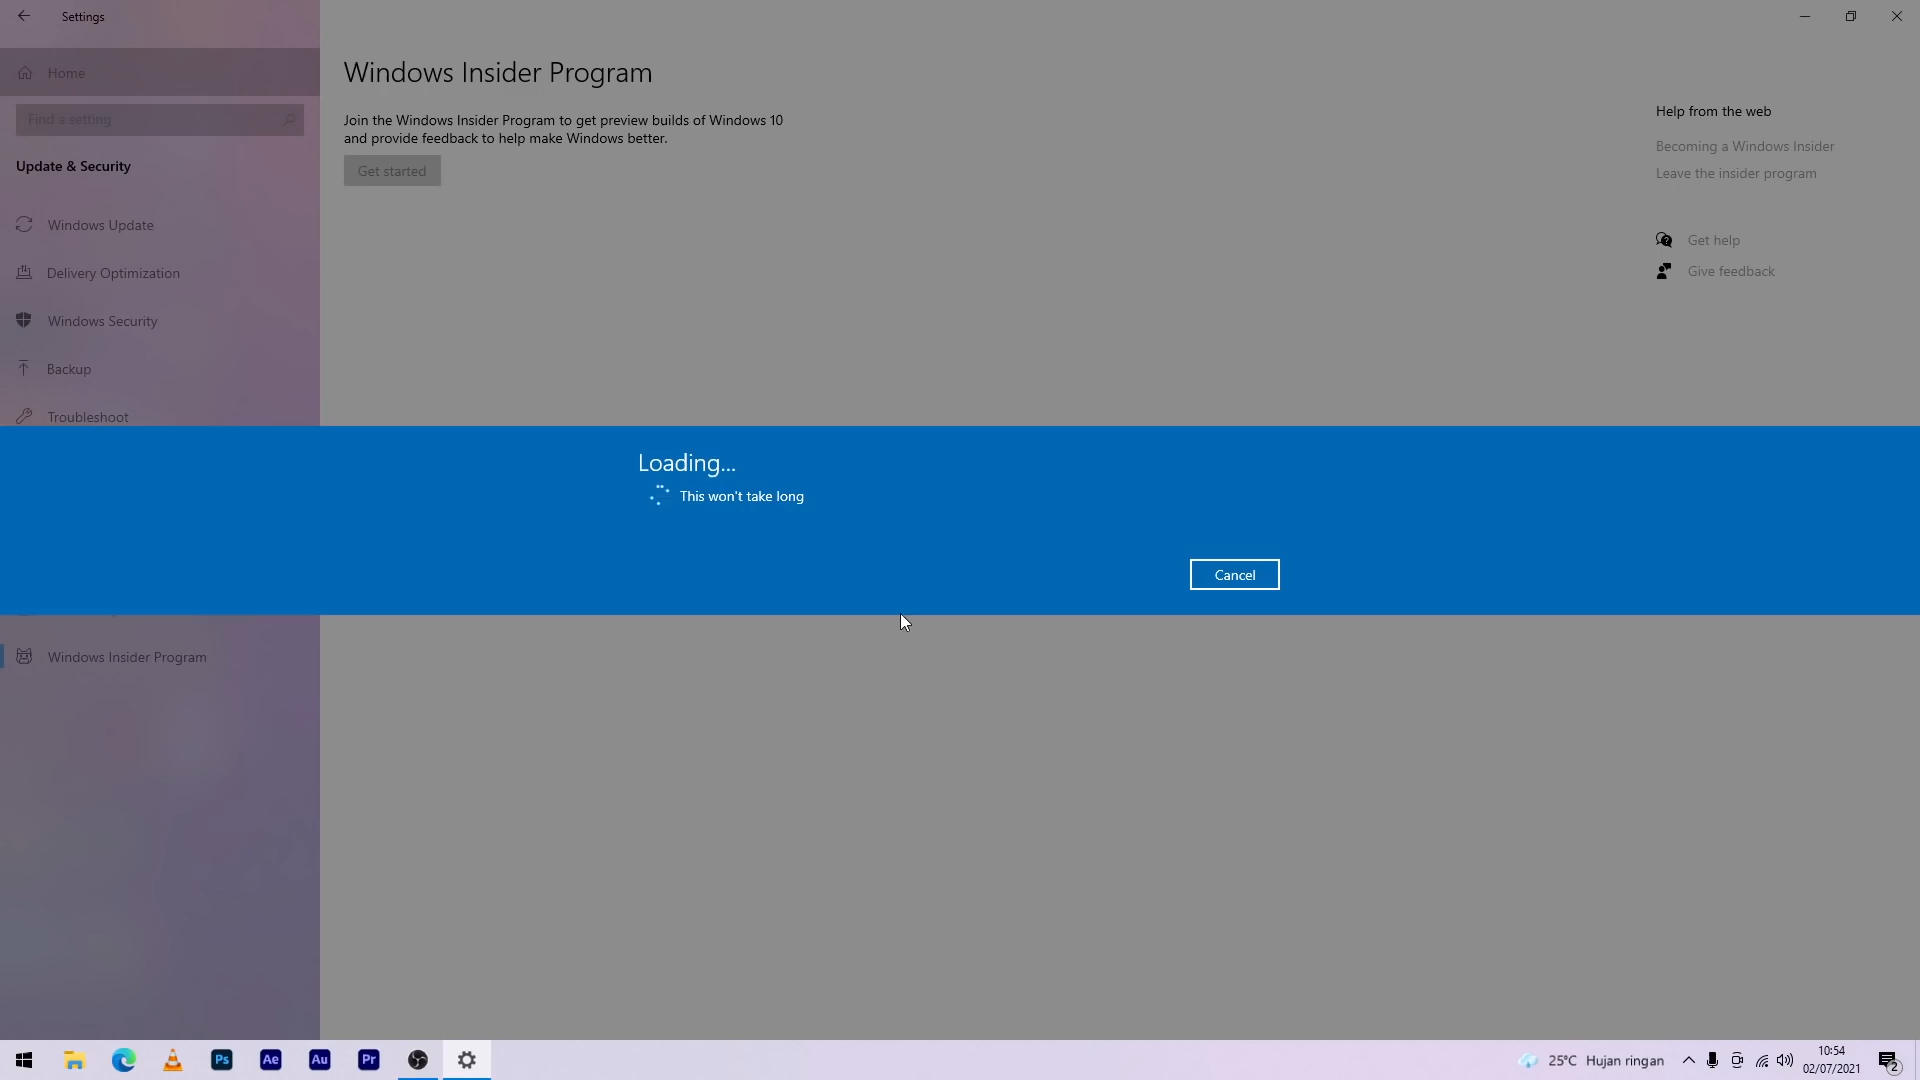 Settings
Home
Find a setting
Update & Security
Windows Update
Delivery Optimization
Windows Security
Backup
Troubleshoot
Windows Insider Program
Windows Insider Program
Join the Windows Insider Program to get preview builds of Windows 10
and provide feedback to help make Windows better.
Get started
Help from the web
Becoming a Windows Insider
Leave the insider program
Get help
Give feedback
Loading...
This won't take long
Cancel
Ps
Ae
Au
Pr
25°C Hujan ringan
10:54
02/07/2021
2